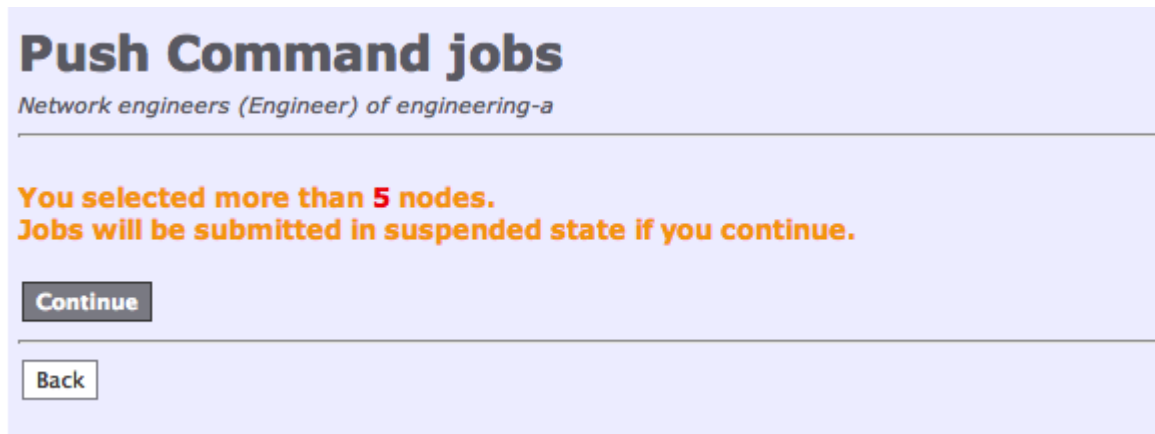 Push Command jobs
Network engineers (Engineer) of engineering-a
You selected more than 5 nodes.
Jobs will be submitted in suspended state if you continue.
Continue
Back